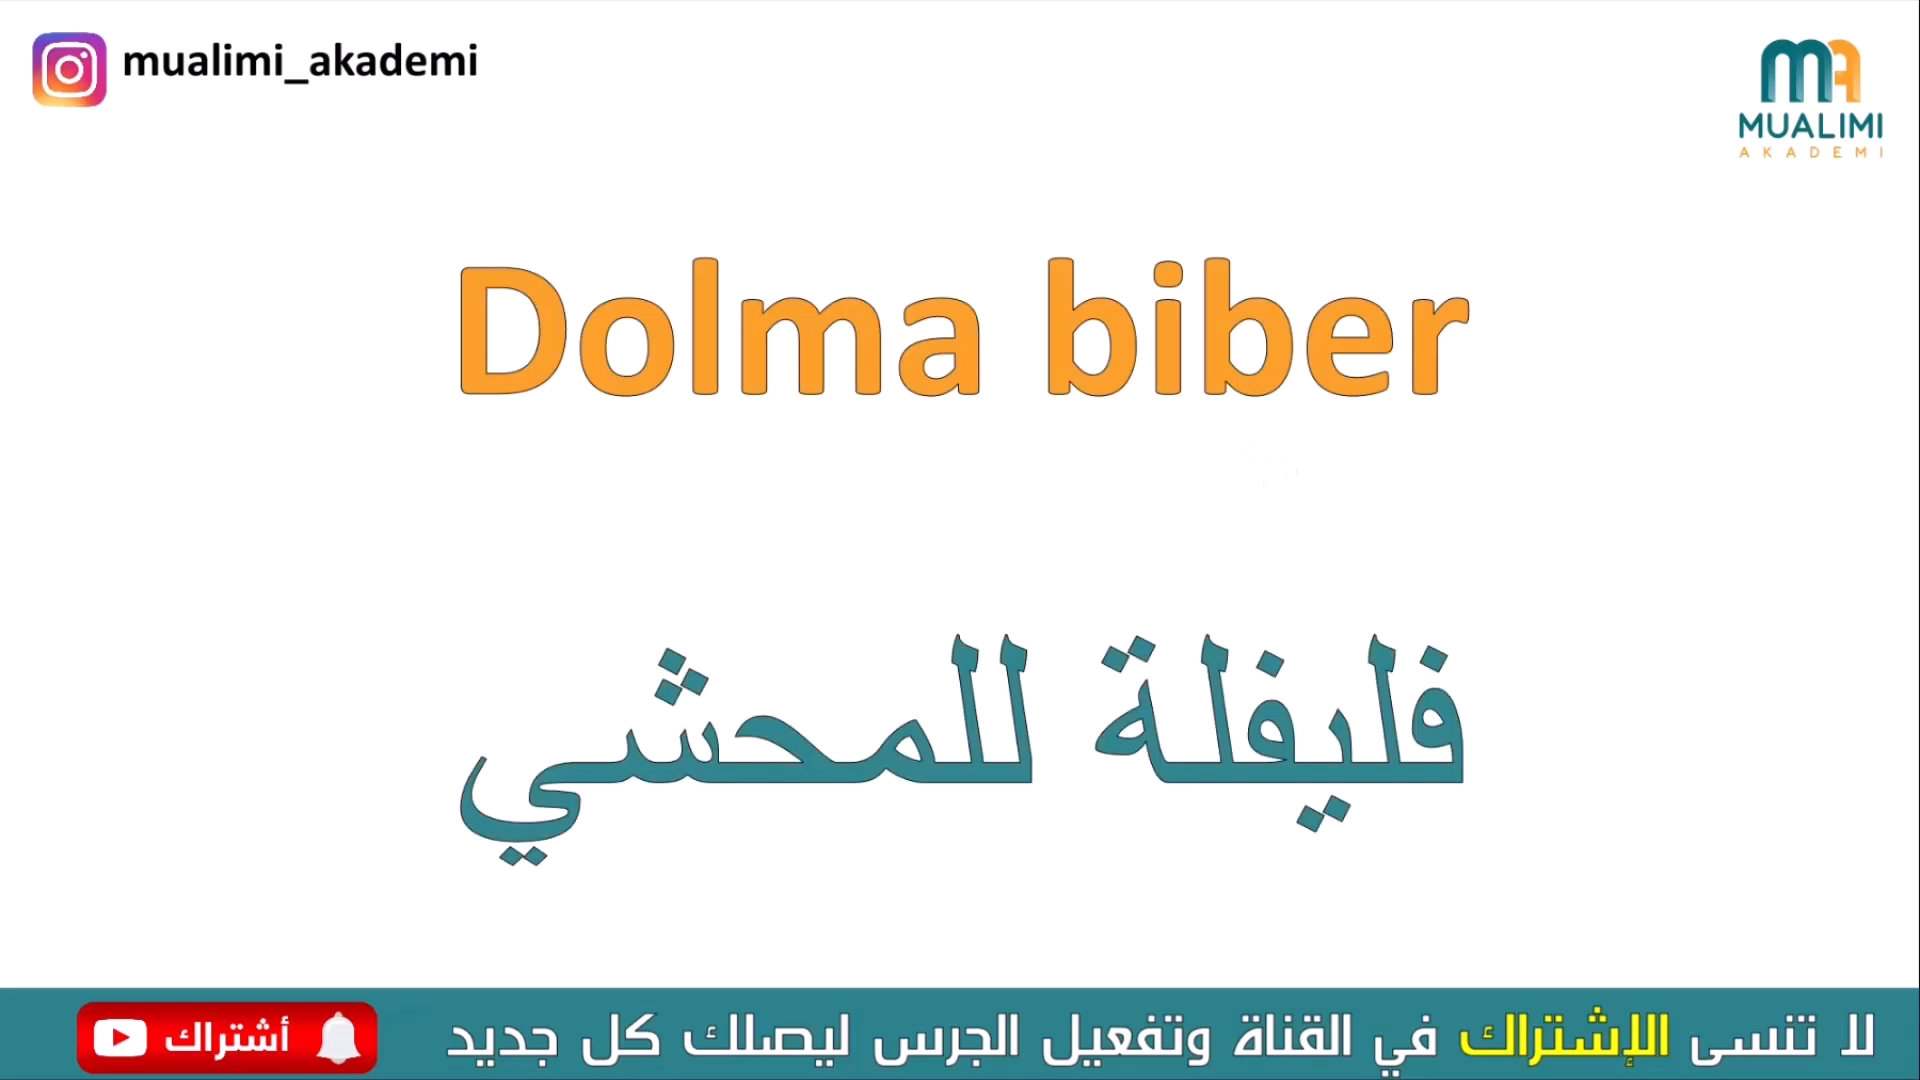 mualimi_akademi
MUALIMI
AKADEMI
Dolma biber
فليفلة للمحشي
لا تنسى الإشتراك في القناة وتفعيل الجرس ليصلك كل جديد
أشتراك